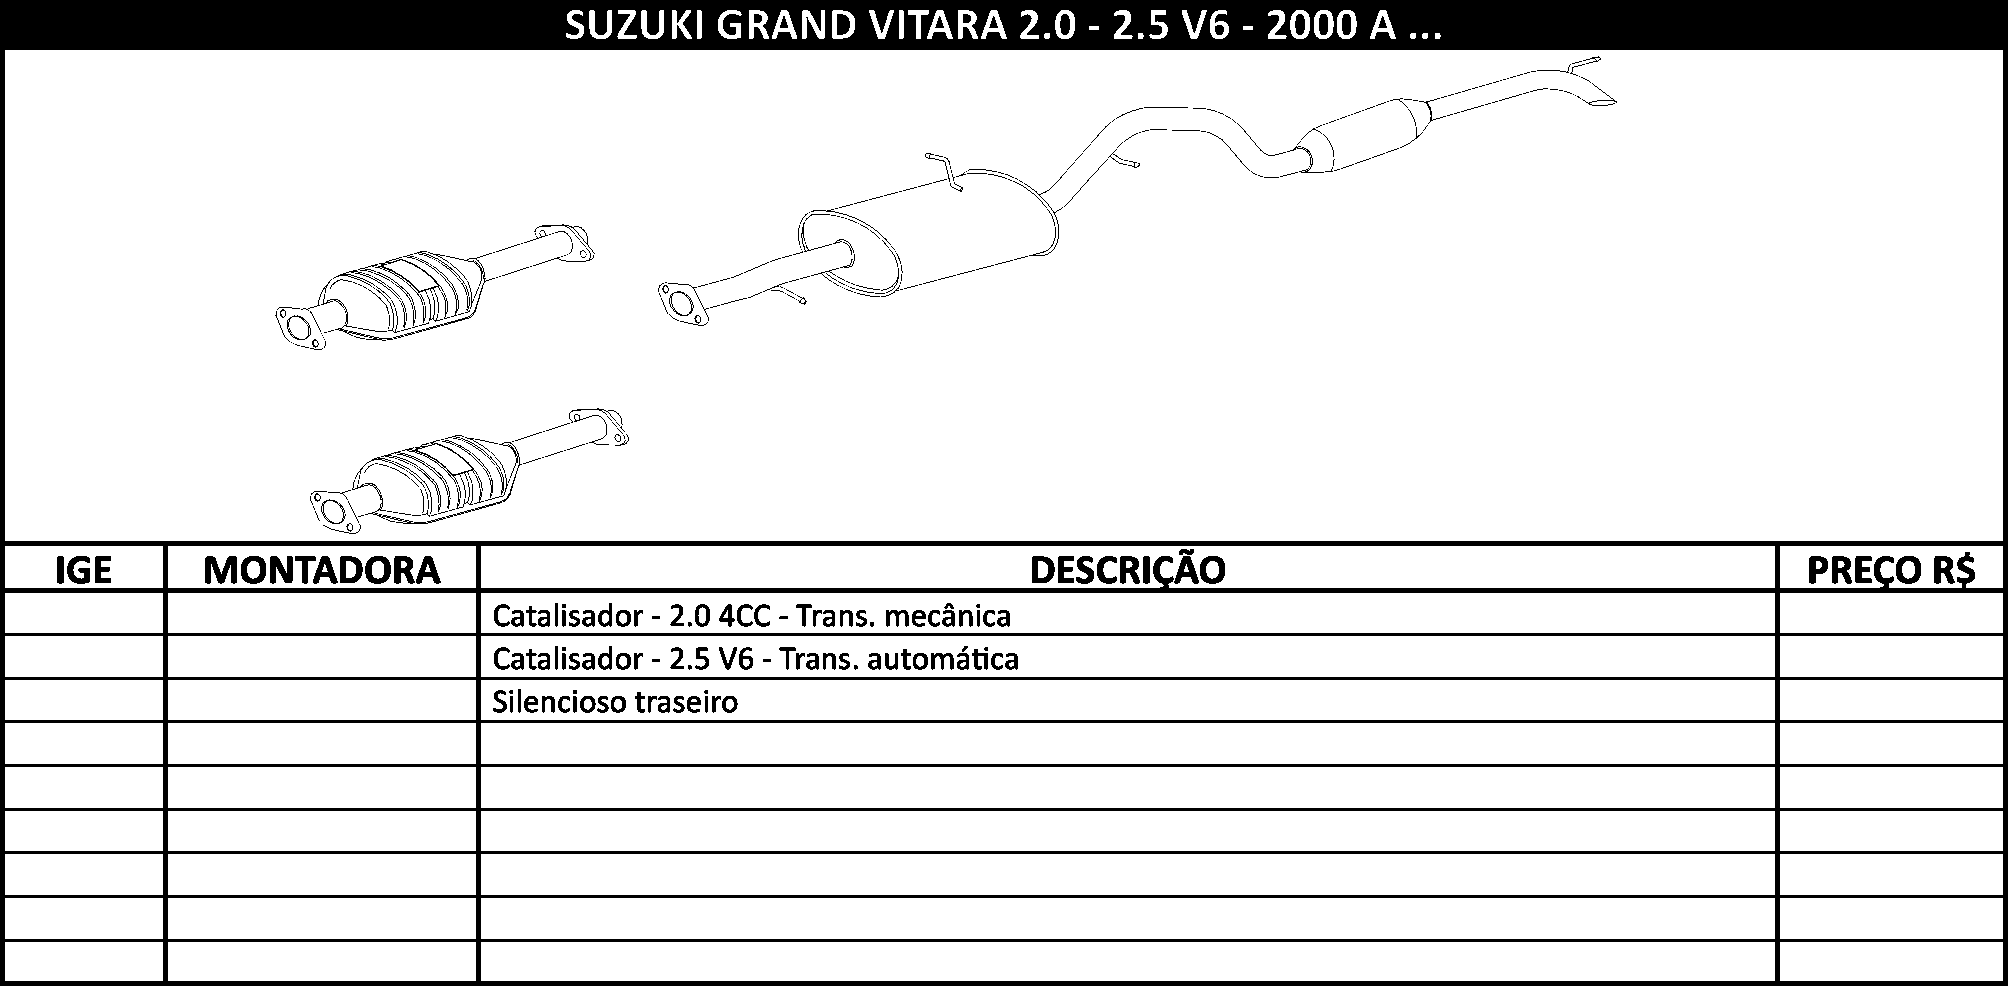 SUZUKI GRAND VITARA 2.0 - 2.5 V6 - 2000 A ...
IGE MONTADORA DESCRIÇÃO PREÇO R$
Catalisador - 2.0 4CC - Trans. mecânica
Catalisador - 2.5 V6 - Trans. automática
Silencioso traseiro